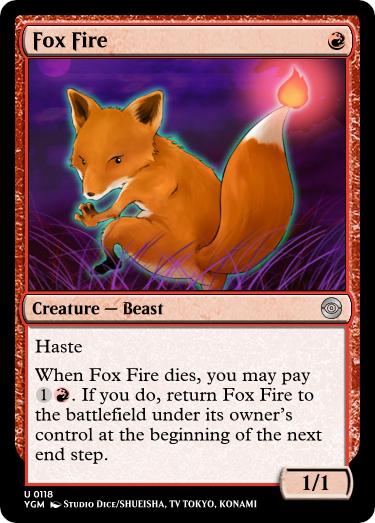 Fox Fire
Creature — Beast
Haste
When Fox Fire dies, you may pay
1. If you do, return Fox Fire to
the battlefield under its owner's
control at the beginning of the next
end step.
1/1
U 0118
YGM Studio Dice/SHUEISHA, TV TOKYO, KONAMI